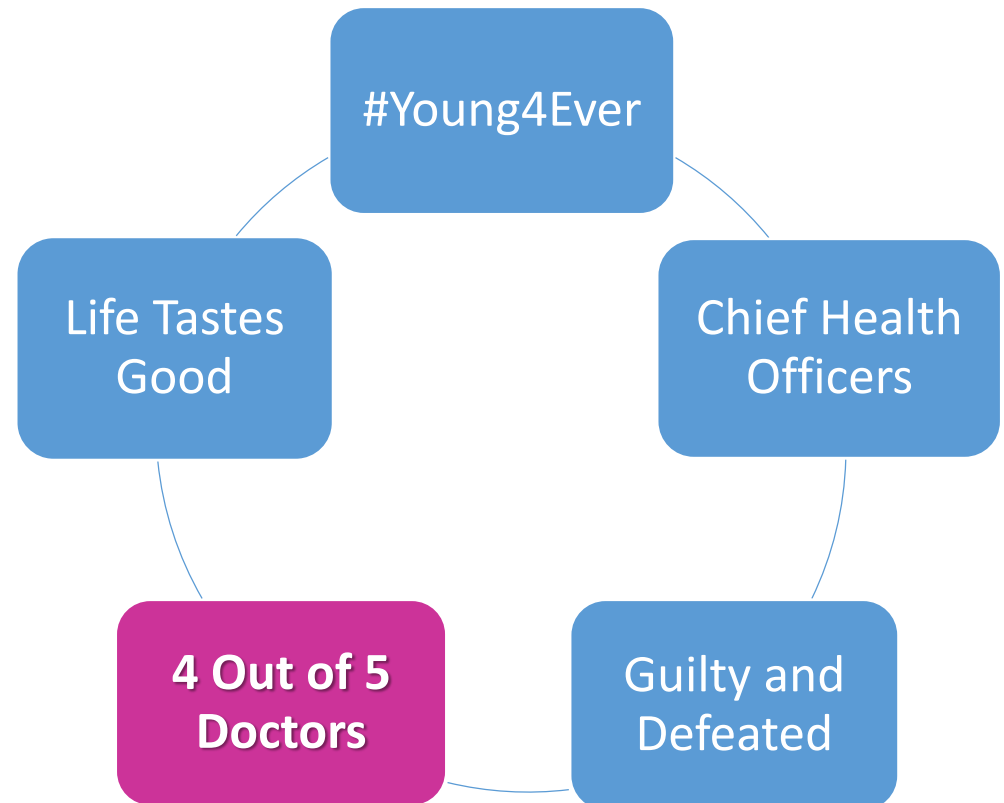 #Young4Ever
Chief Health
Officers
Guilty and
Defeated
4 Out of 5
Doctors
Life Tastes
Good